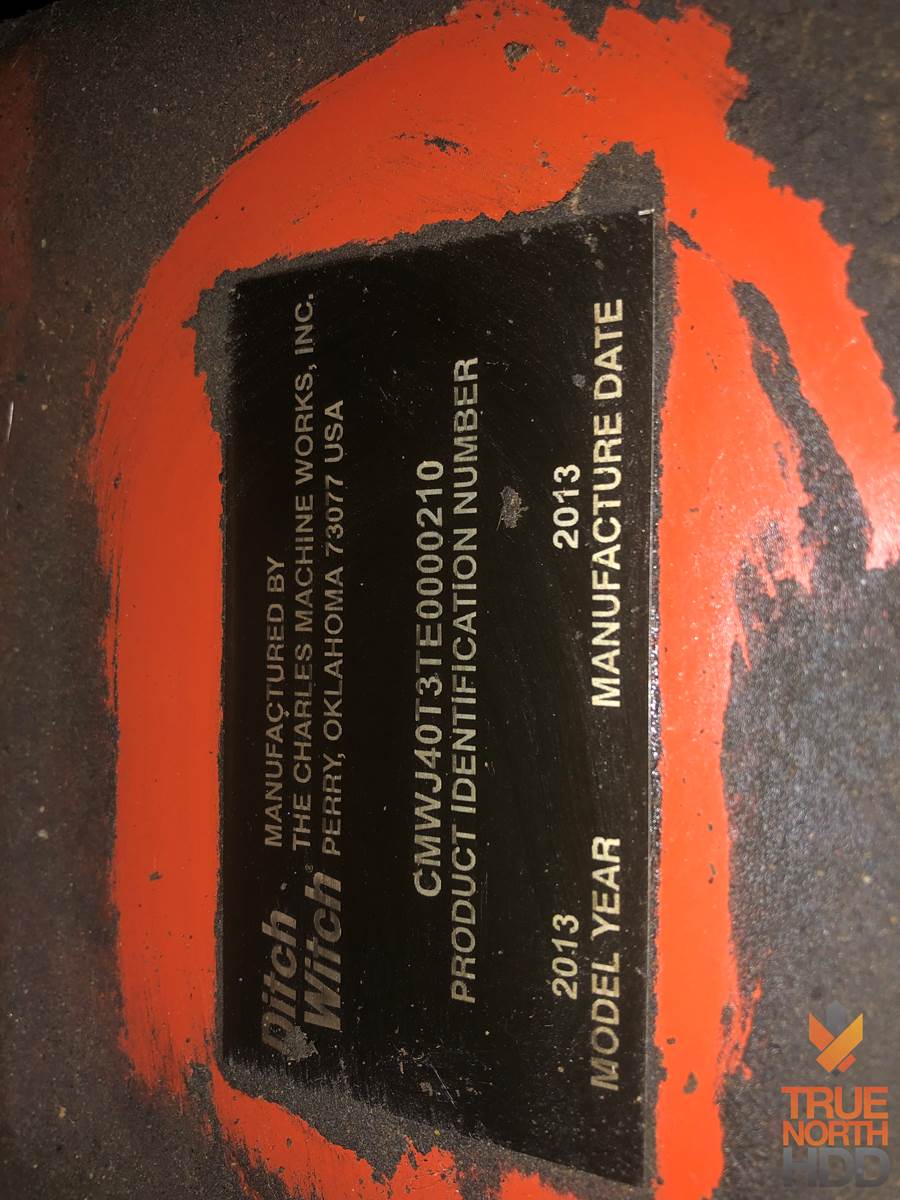 Ditch
Witch®
MANUFACTURED BY
THE CHARLES MACHINE WORKS, INC.
PERRY, OKLAHOMA 73077 USA
CMWJ40T3TE0000210
PRODUCT IDENTIFICATION NUMBER
2013
MODEL YEAR
2013
MANUFACTURE DATE
TRUE
NORTH
HDD